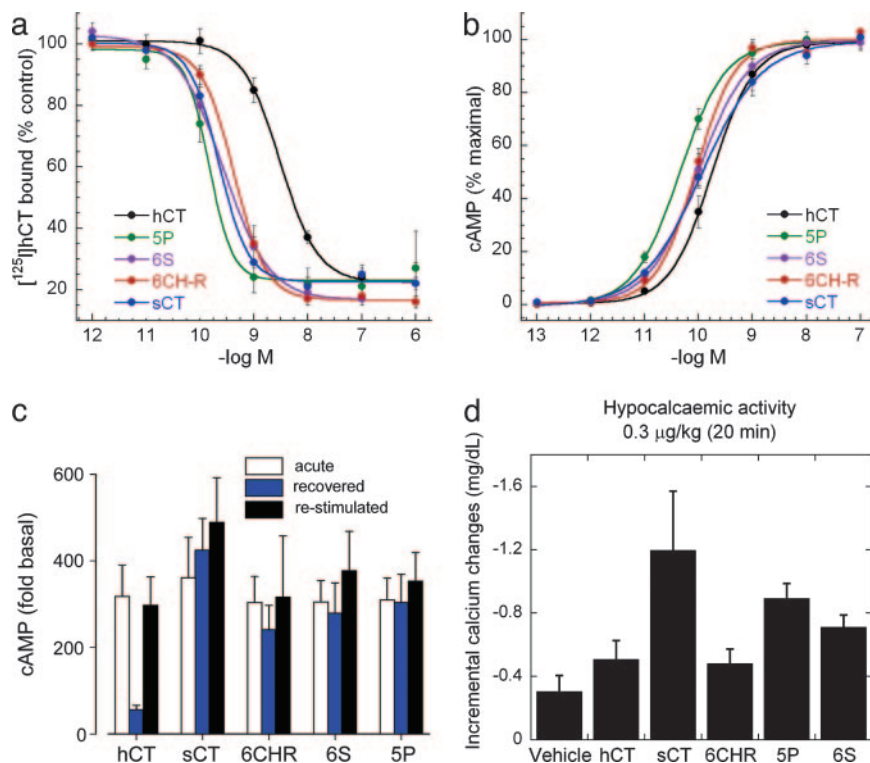 a
[¹²⁵I]hCT bound (% control)
100
80
60
40
20
hCT
5P
6S
6CH-R
sCT
12 11 10 9 8 7 6
-log M
b
cAMP (% maximal)
100
80
60
40
20
0
hCT
5P
6S
6CH-R
sCT
13 12 11 10 9 8 7
-log M
c
cAMP (fold basal)
600
400
200
0
acute
recovered
re-stimulated
hCT sCT 6CHR 6S 5P
d
Hypocalcaemic activity
0.3 µg/kg (20 min)
Incremental calcium changes (mg/dL)
-1.6
-1.2
-0.8
-0.4
0
Vehicle hCT sCT 6CHR 5P 6S